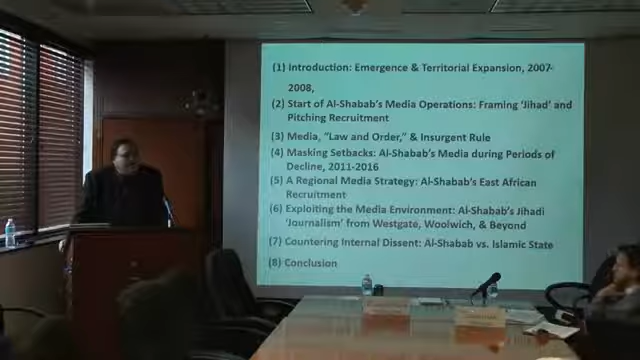 (1) Introduction: Emergence & Territorial Expansion, 2007-
2008,
(2) Start of Al-Shabab's Media Operations: Framing 'Jihad' and
Pitching Recruitment
(3) Media, "Law and Order," & Insurgent Rule
(4) Masking Setbacks: Al-Shabab's Media during Periods of
Decline, 2011-2016
(5) A Regional Media Strategy: Al-Shabab's East African
Recruitment
(6) Exploiting the Media Environment: Al-Shabab's Jihadi
'Journalism' from Westgate, Woolwich, & Beyond
(7) Countering Internal Dissent: Al-Shabab vs. Islamic State
(8) Conclusion